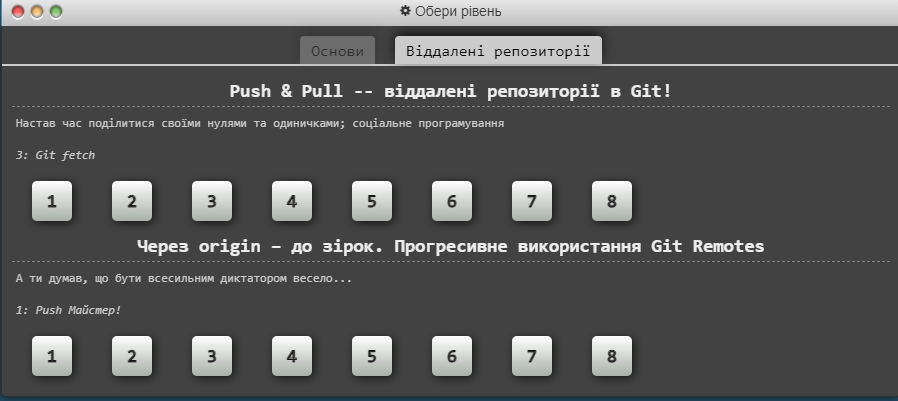 Обери рівень
Основи Віддалені репозиторії
Push & Pull -- віддалені репозиторії в Git!
Настав час поділитися своїми нулями та одиничками; соціальне програмування
3: Git fetch
1 2 3 4 5 6 7 8
Через origin – до зірок. Прогресивне використання Git Remotes
А ти думав, що бути всесильним диктатором весело...
1: Push Майстер!
1 2 3 4 5 6 7 8